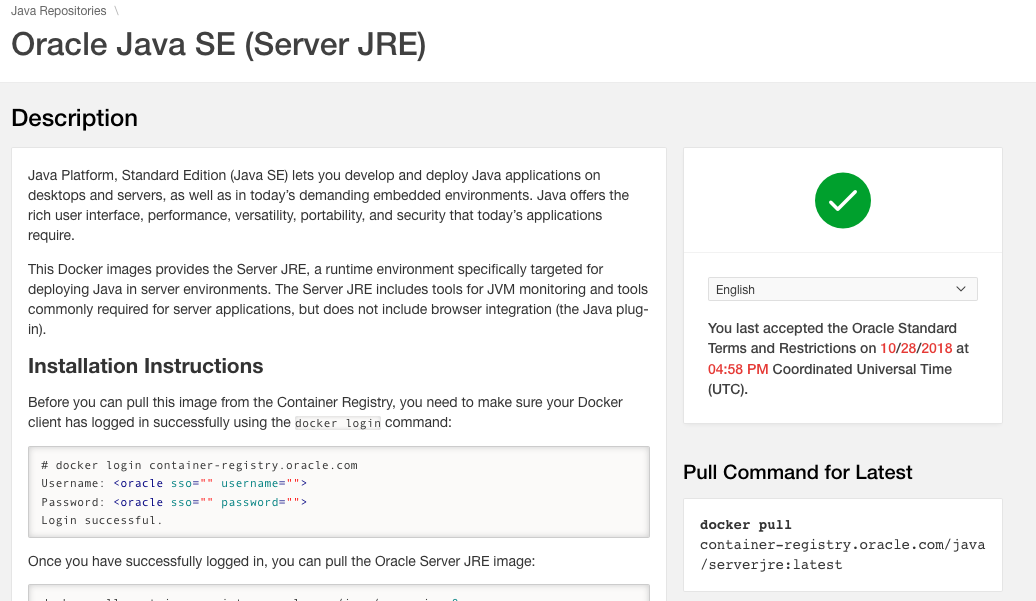 Java Repositories \
Oracle Java SE (Server JRE)
Description
Java Platform, Standard Edition (Java SE) lets you develop and deploy Java applications on
desktops and servers, as well as in today's demanding embedded environments. Java offers the
rich user interface, performance, versatility, portability, and security that today's applications
require.
This Docker images provides the Server JRE, a runtime environment specifically targeted for
deploying Java in server environments. The Server JRE includes tools for JVM monitoring and tools
commonly required for server applications, but does not include browser integration (the Java plug-
in).
Installation Instructions
Before you can pull this image from the Container Registry, you need to make sure your Docker
client has logged in successfully using the docker login command:
# docker login container-registry.oracle.com
Username: <oracle sso="" username="">
Password: <oracle sso="" password="">
Login successful.
Once you have successfully logged in, you can pull the Oracle Server JRE image:
English
You last accepted the Oracle Standard
Terms and Restrictions on 10/28/2018 at
04:58 PM Coordinated Universal Time
(UTC).
Pull Command for Latest
docker pull
container-registry.oracle.com/java
/serverjre:latest